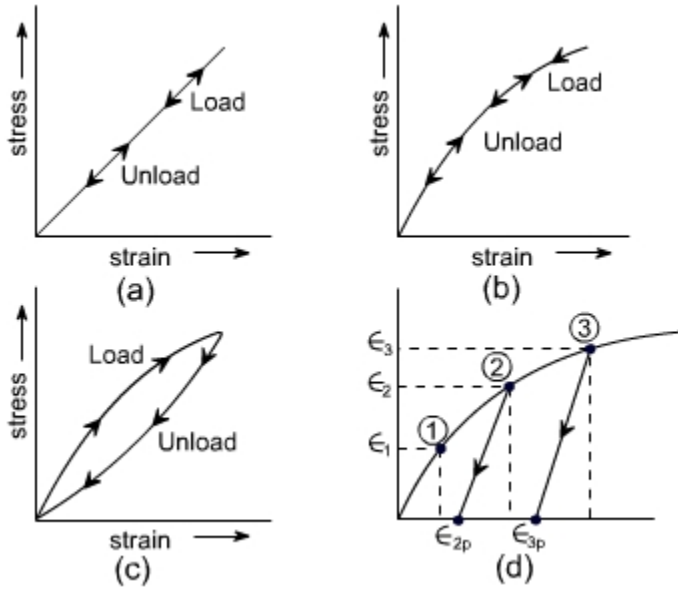 stress
Load
Unload
strain
(a)
stress
Load
Unload
strain
(b)
stress
Load
Unload
strain
(c)
∈3
∈2
∈1
1
2
3
∈2p
∈3p
(d)